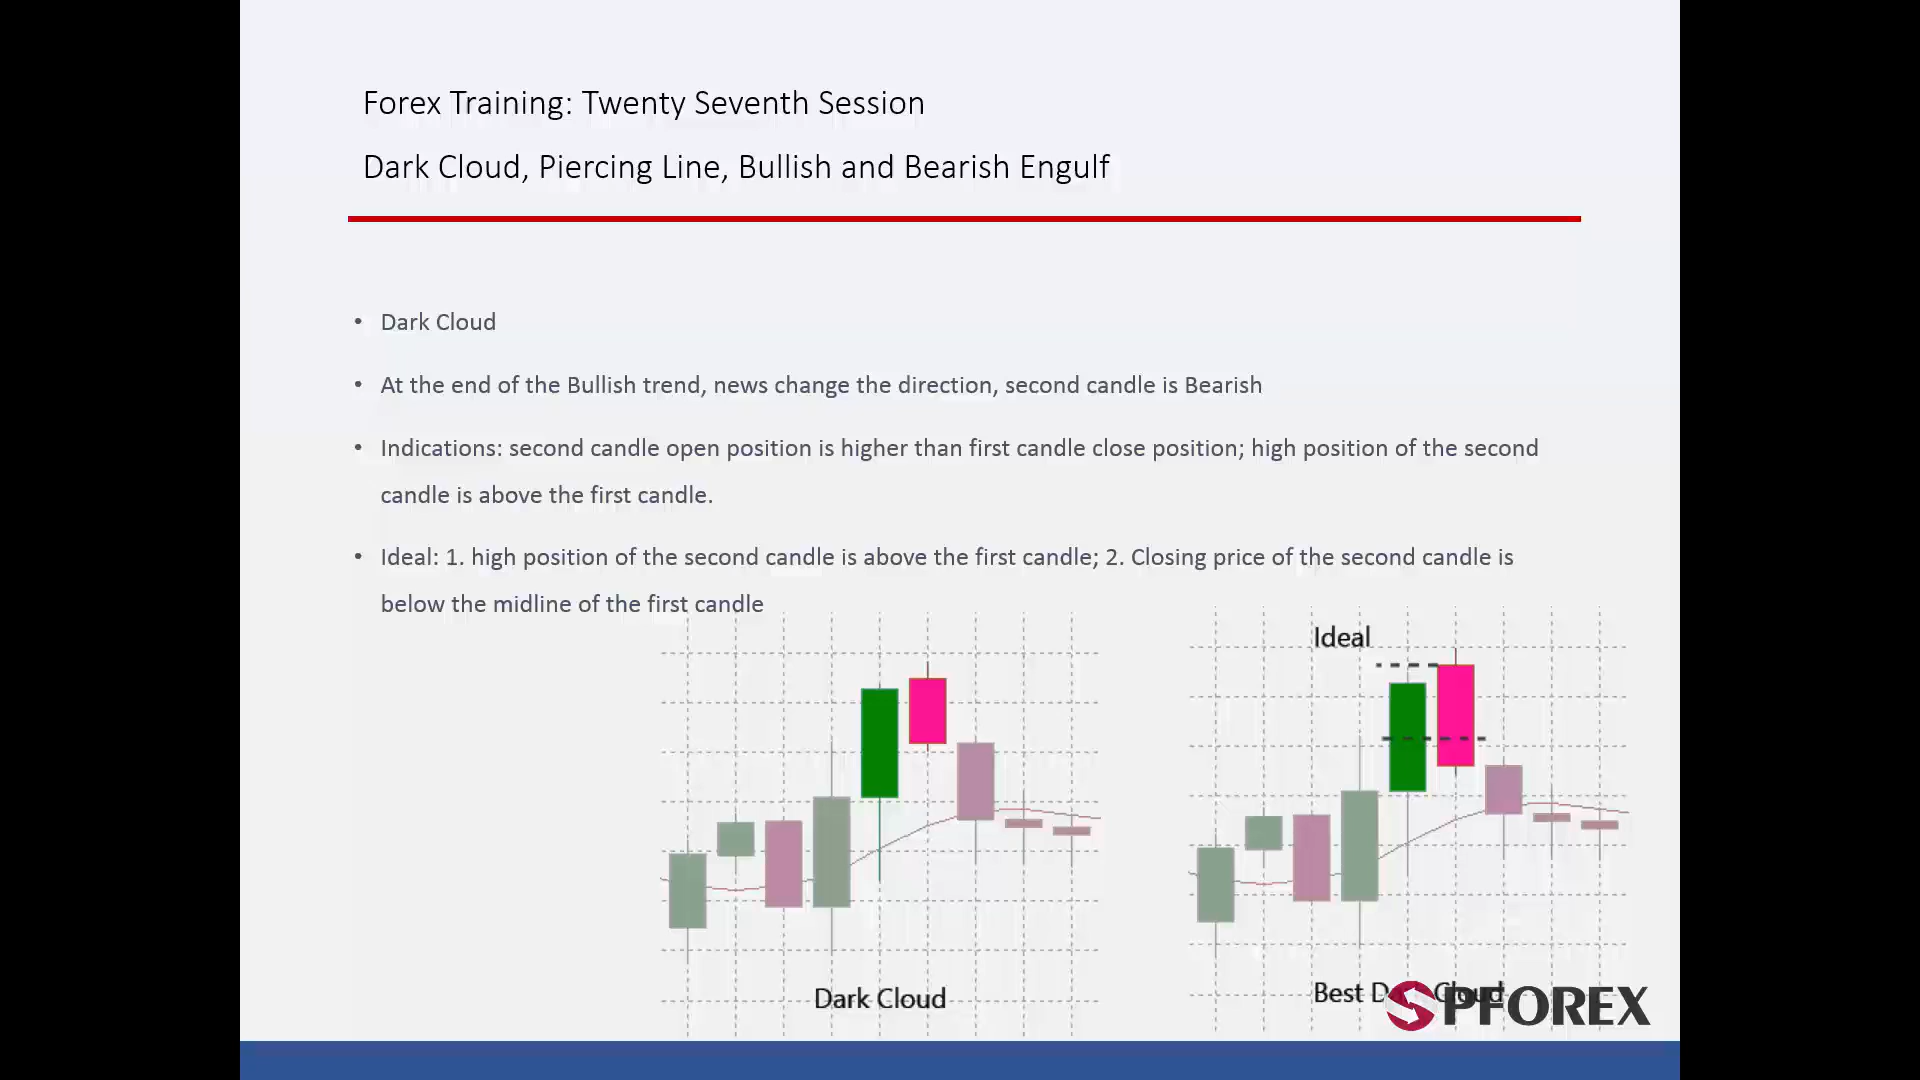 Forex Training: Twenty Seventh Session
Dark Cloud, Piercing Line, Bullish and Bearish Engulf
• Dark Cloud
• At the end of the Bullish trend, news change the direction, second candle is Bearish
• Indications: second candle open position is higher than first candle close position; high position of the second
candle is above the first candle.
• Ideal: 1. high position of the second candle is above the first candle; 2. Closing price of the second candle is
below the midline of the first candle
Ideal
Dark Cloud
Best Dark Cloud
SPFOREX